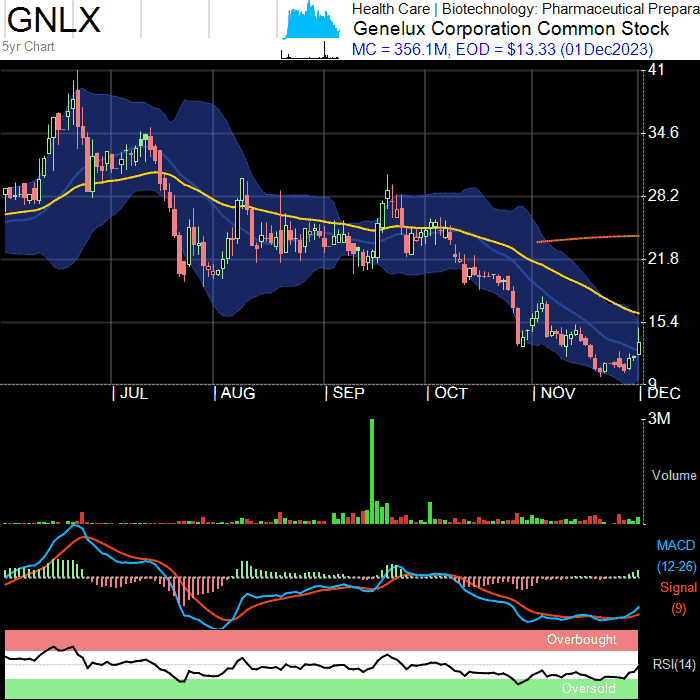 GNLX
5yr Chart
Health Care | Biotechnology: Pharmaceutical Prepara
Genelux Corporation Common Stock
MC = 356.1M, EOD = $13.33 (01Dec2023)
41
34.6
28.2
21.8
15.4
9
JUL
AUG
SEP
OCT
NOV
DEC
3M
Volume
MACD
(12-26)
Signal
(9)
Overbought
RSI(14)
Oversold